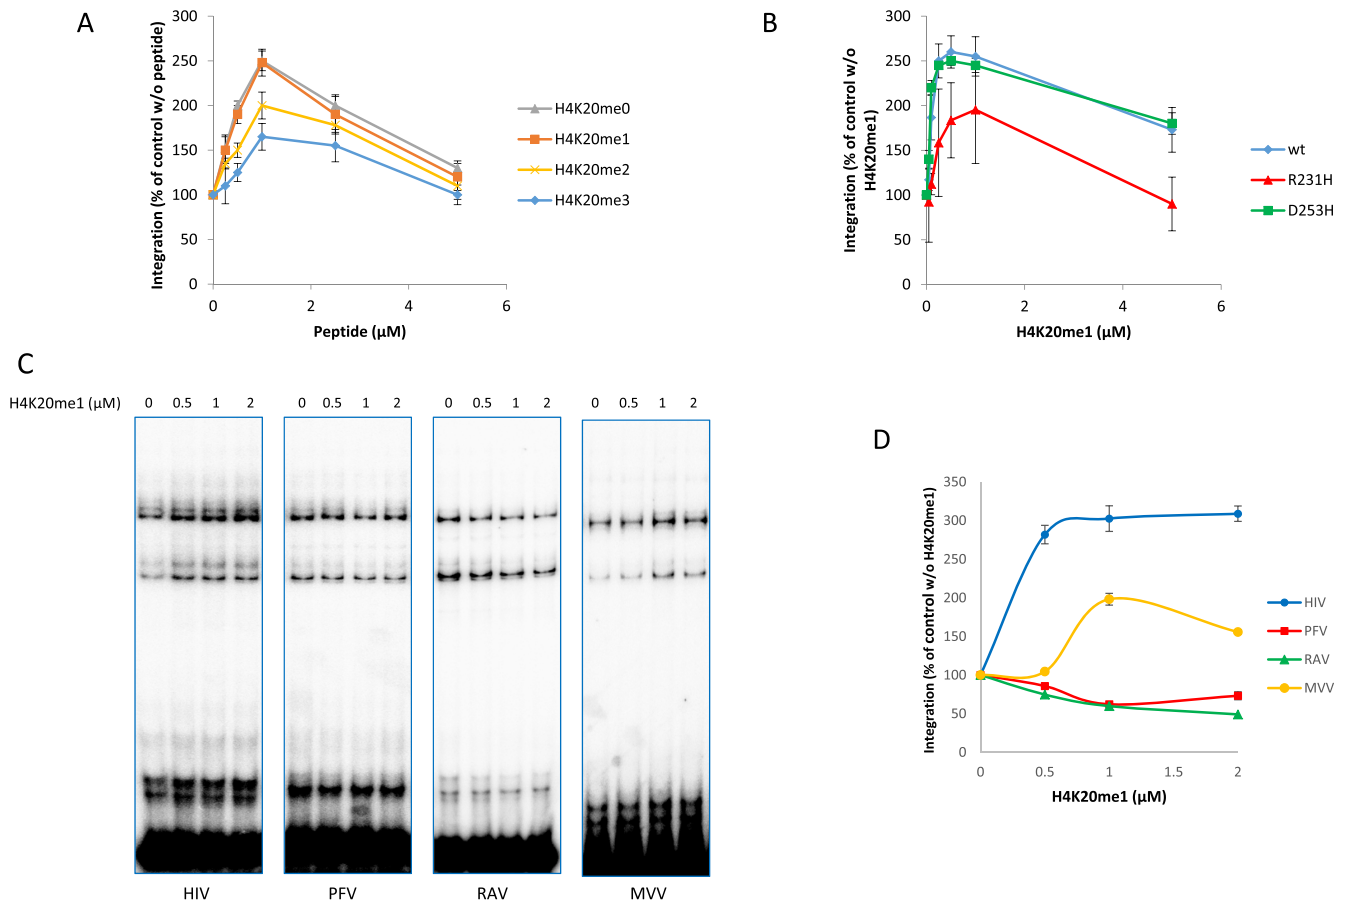 A
Integration (% of control w/o peptide)
300
250
200
150
100
50
0
0 2 4 6
Peptide (µM)
H4K20me0
H4K20me1
H4K20me2
H4K20me3
B
Integration (% of control w/o
H4K20me1)
300
250
200
150
100
50
0
0 2 4 6
H4K20me1 (µM)
wt
R231H
D253H
C
H4K20me1 (µM) 0 0.5 1 2 0 0.5 1 2 0 0.5 1 2 0 0.5 1 2
HIV PFV RAV MVV
D
Integration (% of control w/o H4K20me1)
350
300
250
200
150
100
50
0
0 0.5 1 1.5 2
H4K20me1 (µM)
HIV
PFV
RAV
MVV